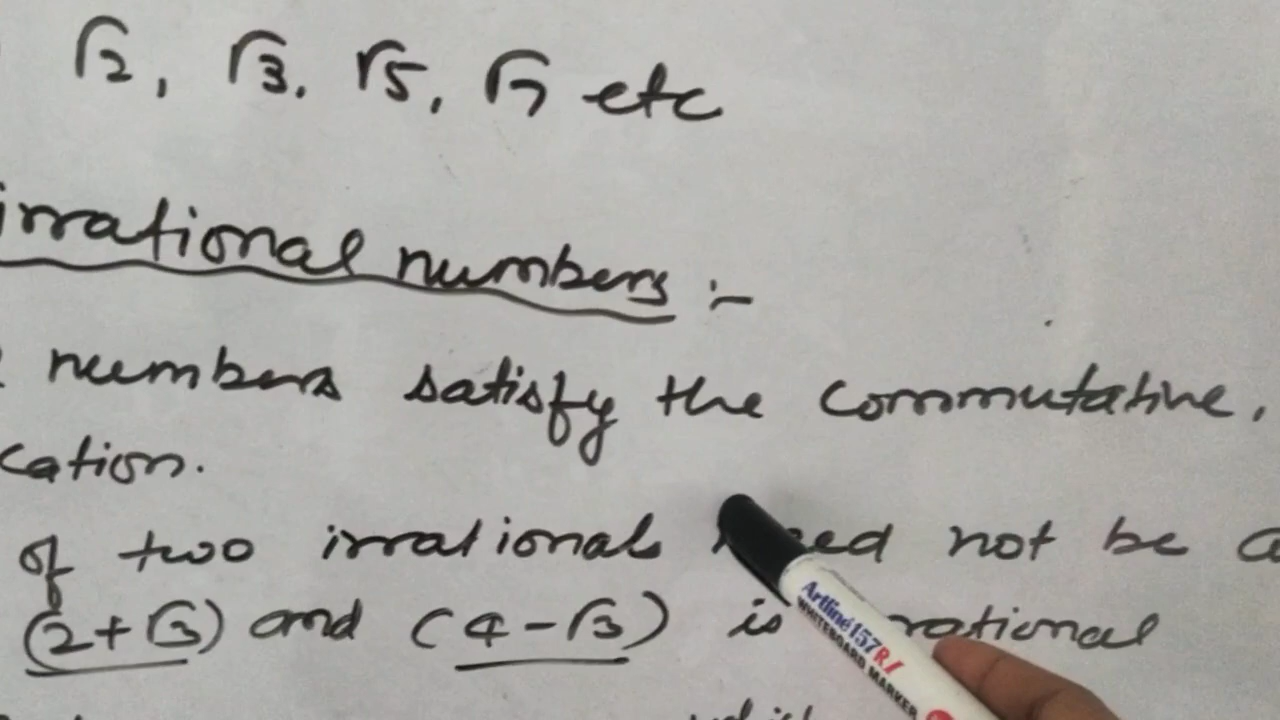 √2, √3, √5, √7 etc
irrational numbers :-
numbers satisfy the commutative,
cation.
of two irrationals need not be a
(2+√3) and (4-√3) is rational
Artline 157R
WHITEBOARD MARKER